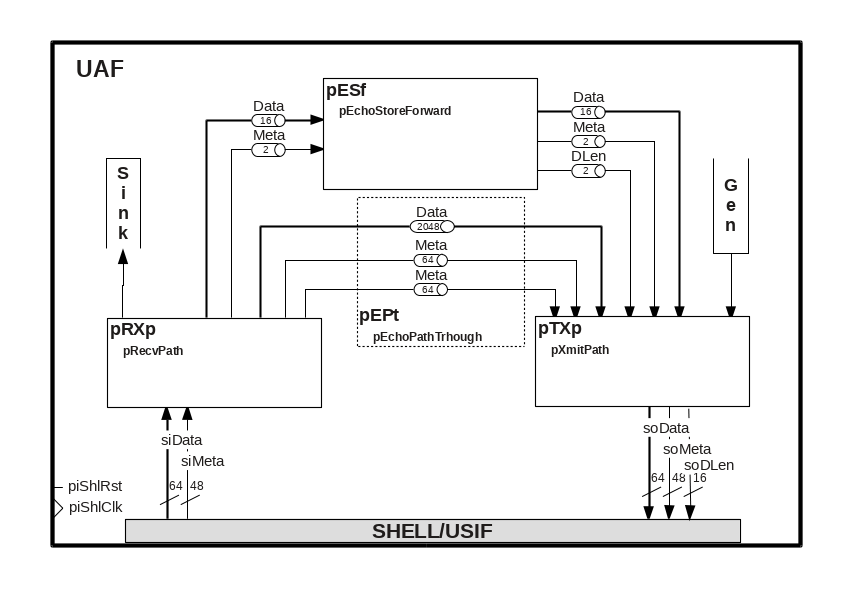 UAF
pESf
pEchoStoreForward
Data
16
Meta
2
Data
16
Meta
2
DLen
2
Sink
Gen
Data
2048
Meta
64
Meta
64
pEPt
pEchoPathTrhough
pRXp
pRecvPath
pTXp
pXmitPath
siData
siMeta
64
48
soData
soMeta
soDLen
64
48
16
piShlRst
piShlClk
SHELL/USIF